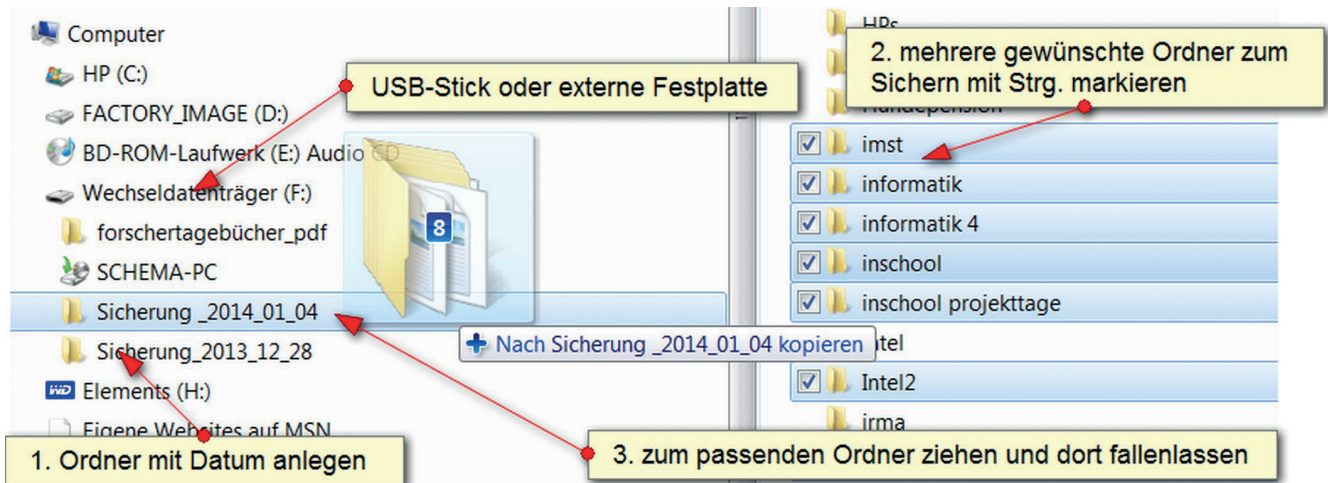 Computer
HP (C:)
FACTORY_IMAGE (D:)
BD-ROM-Laufwerk (E:) Audio CD
Wechseldatenträger (F:)
forschertagebücher_pdf
SCHEMA-PC
Sicherung _2014_01_04
Sicherung_2013_12_28
WD Elements (H:)
Eigene Websites auf MSN
USB-Stick oder externe Festplatte
8
Nach Sicherung _2014_01_04 kopieren
1. Ordner mit Datum anlegen
HPs
2. mehrere gewünschte Ordner zum
Sichern mit Strg. markieren
Hundepension
imst
informatik
informatik 4
inschool
inschool projekttage
Intel2
irma
3. zum passenden Ordner ziehen und dort fallenlassen